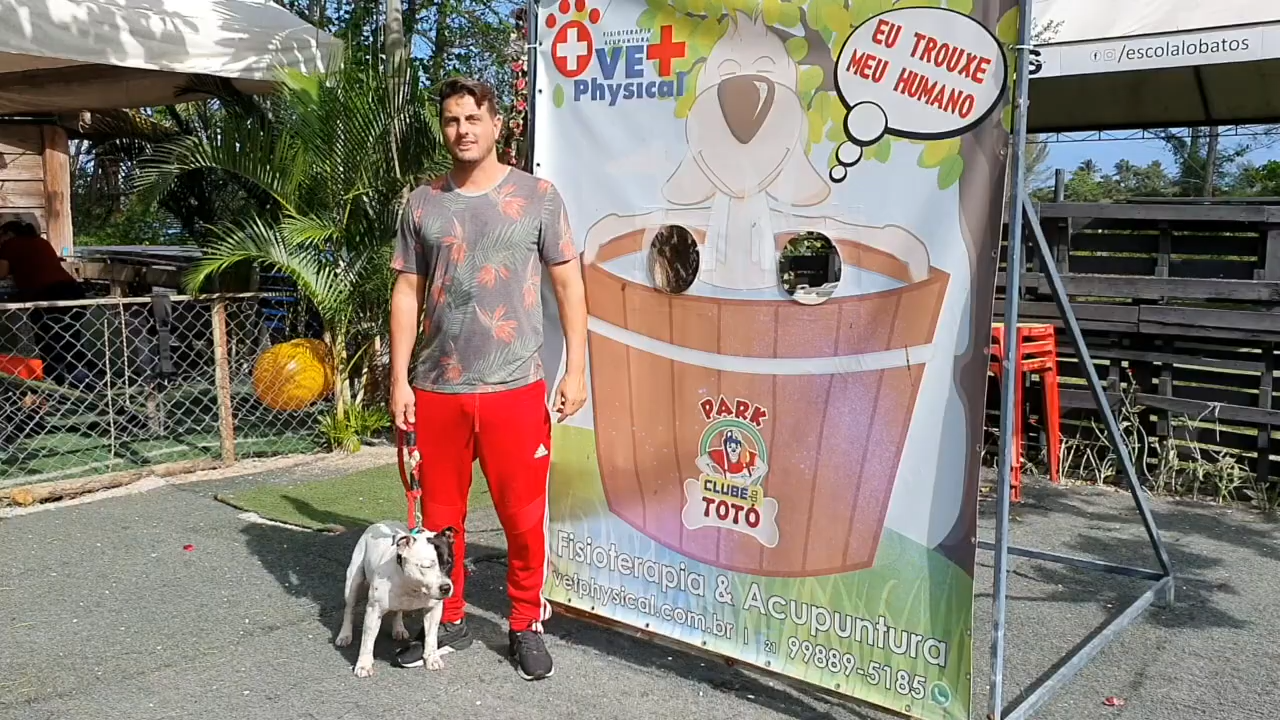 FISIOTERAPIA
ACUPUNTURA
VE+
Physical
EU TROUXE
MEU HUMANO
/escolalobatos
PARK
CLUBE do
TOTÓ
Fisioterapia & Acupuntura
vetphysical.com.br | 21 99889-5185